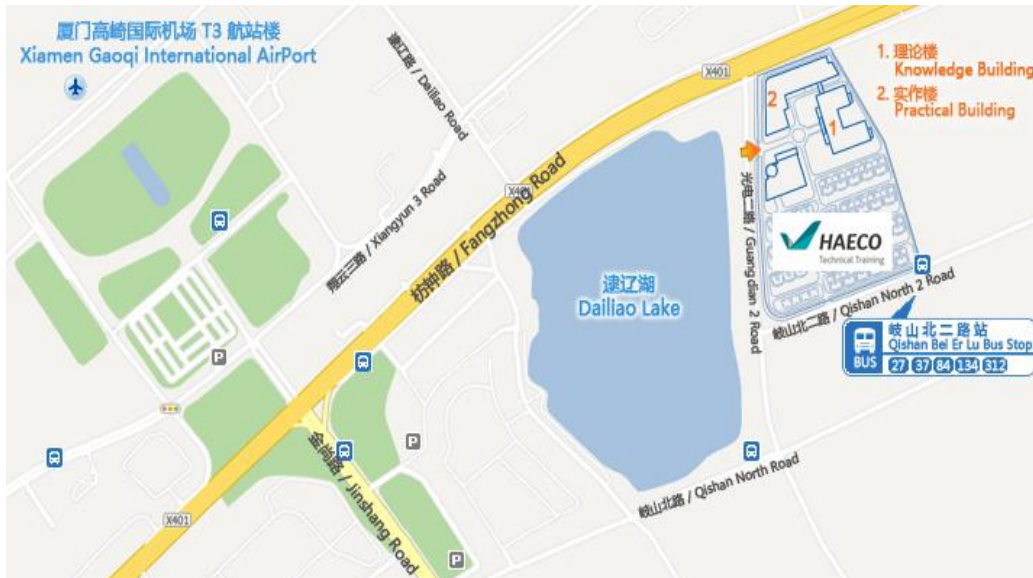 厦门高崎国际机场 T3 航站楼
Xiamen Gaoqi International AirPort
逮辽路 / Dailiao Road
X401
1. 理论楼
Knowledge Building
2. 实作楼
Practical Building
2
1
X401
翔云三路 / Xiangyun 3 Road
枋钟路 / Fangzhong Road
光电二路 / Guangdian 2 Road
HAECO
Technical Training
逮辽湖
Dailiao Lake
岐山北二路 / Qishan North 2 Road
岐山北二路站
Qishan Bei Er Lu Bus Stop
BUS
27 37 84 134 312
P
P
金尚路 / Jinshang Road
岐山北路 / Qishan North Road
X401
P